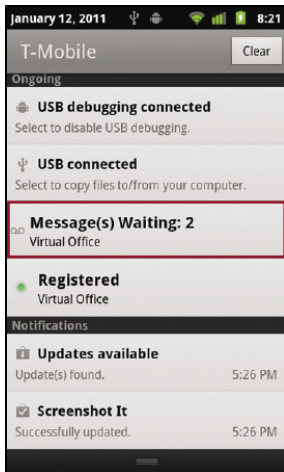 January 12, 2011 8:21
T-Mobile Clear
Ongoing
USB debugging connected
Select to disable USB debugging.
USB connected
Select to copy files to/from your computer.
Message(s) Waiting: 2
Virtual Office
Registered
Virtual Office
Notifications
Updates available
Update(s) found. 5:26 PM
Screenshot It
Successfully updated. 5:26 PM